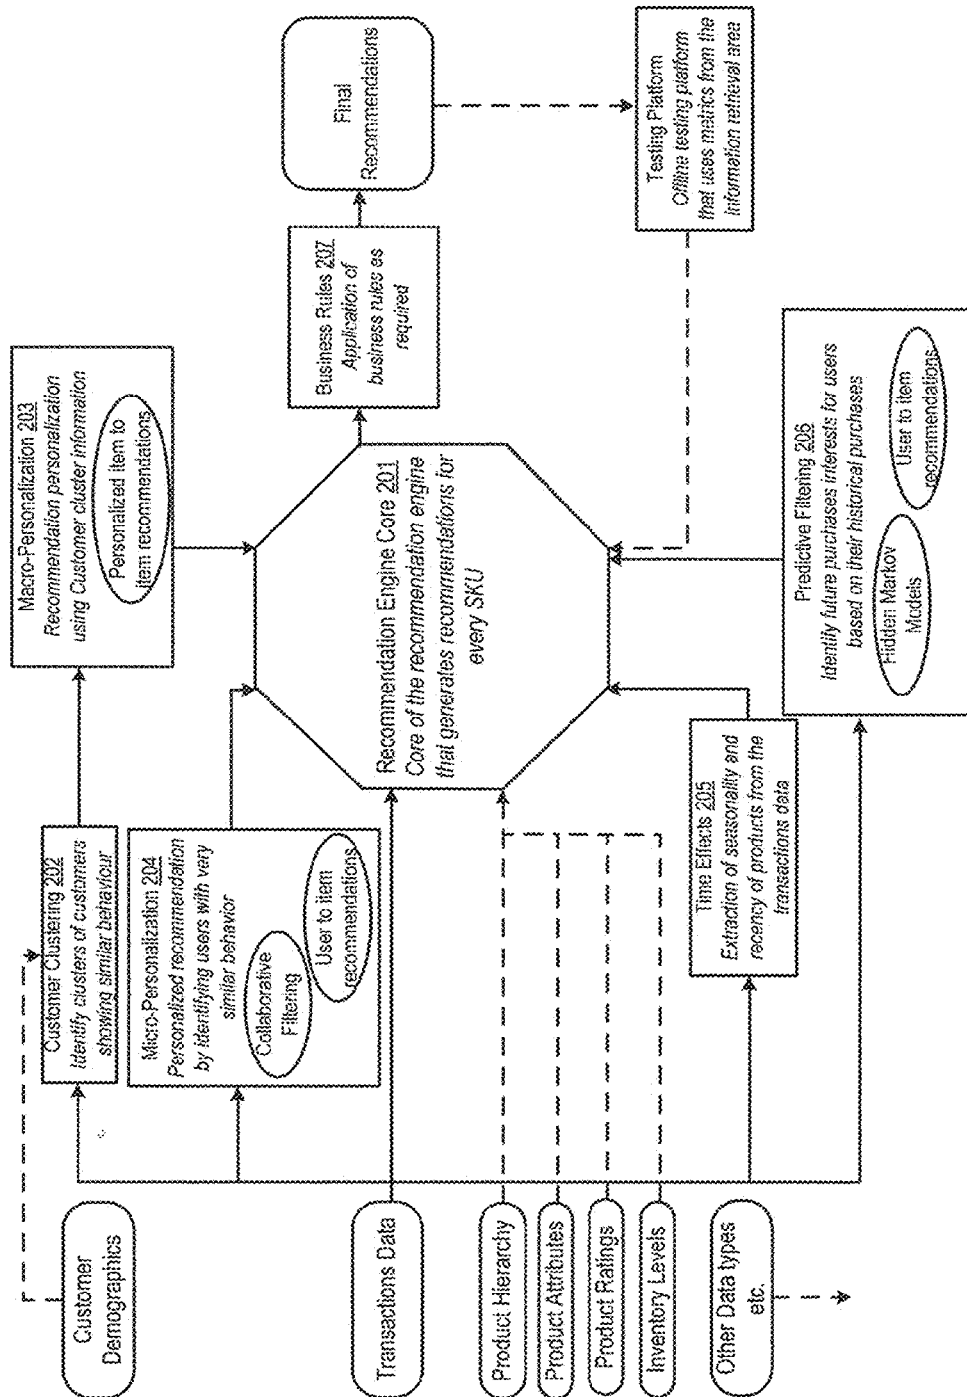 Customer
Demographics
Transactions Data
Product Hierarchy
Product Attributes
Product Ratings
Inventory Levels
Other Data types
etc.
Customer Clustering 202
Identify clusters of customers
showing similar behaviour
Micro-Personalization 204
Personalized recommendation
by identifying users with very
similar behavior
Collaborative
Filtering
User to item
recommendations
Time Effects 205
Extraction of seasonality and
recency of products from the
transactions data
Macro-Personalization 203
Recommendation personalization
using Customer cluster information
Personalized item to
item recommendations
Recommendation Engine Core 201
Core of the recommendation engine
that generates recommendations for
every SKU
Predictive Filtering 206
Identify future purchases interests for users
based on their historical purchases
Hidden Markov
Models
User to item
recommendations
Business Rules 207
Application of
business rules as
required
Final
Recommendations
Testing Platform
Offline testing platform
that uses metrics from the
information retrieval area